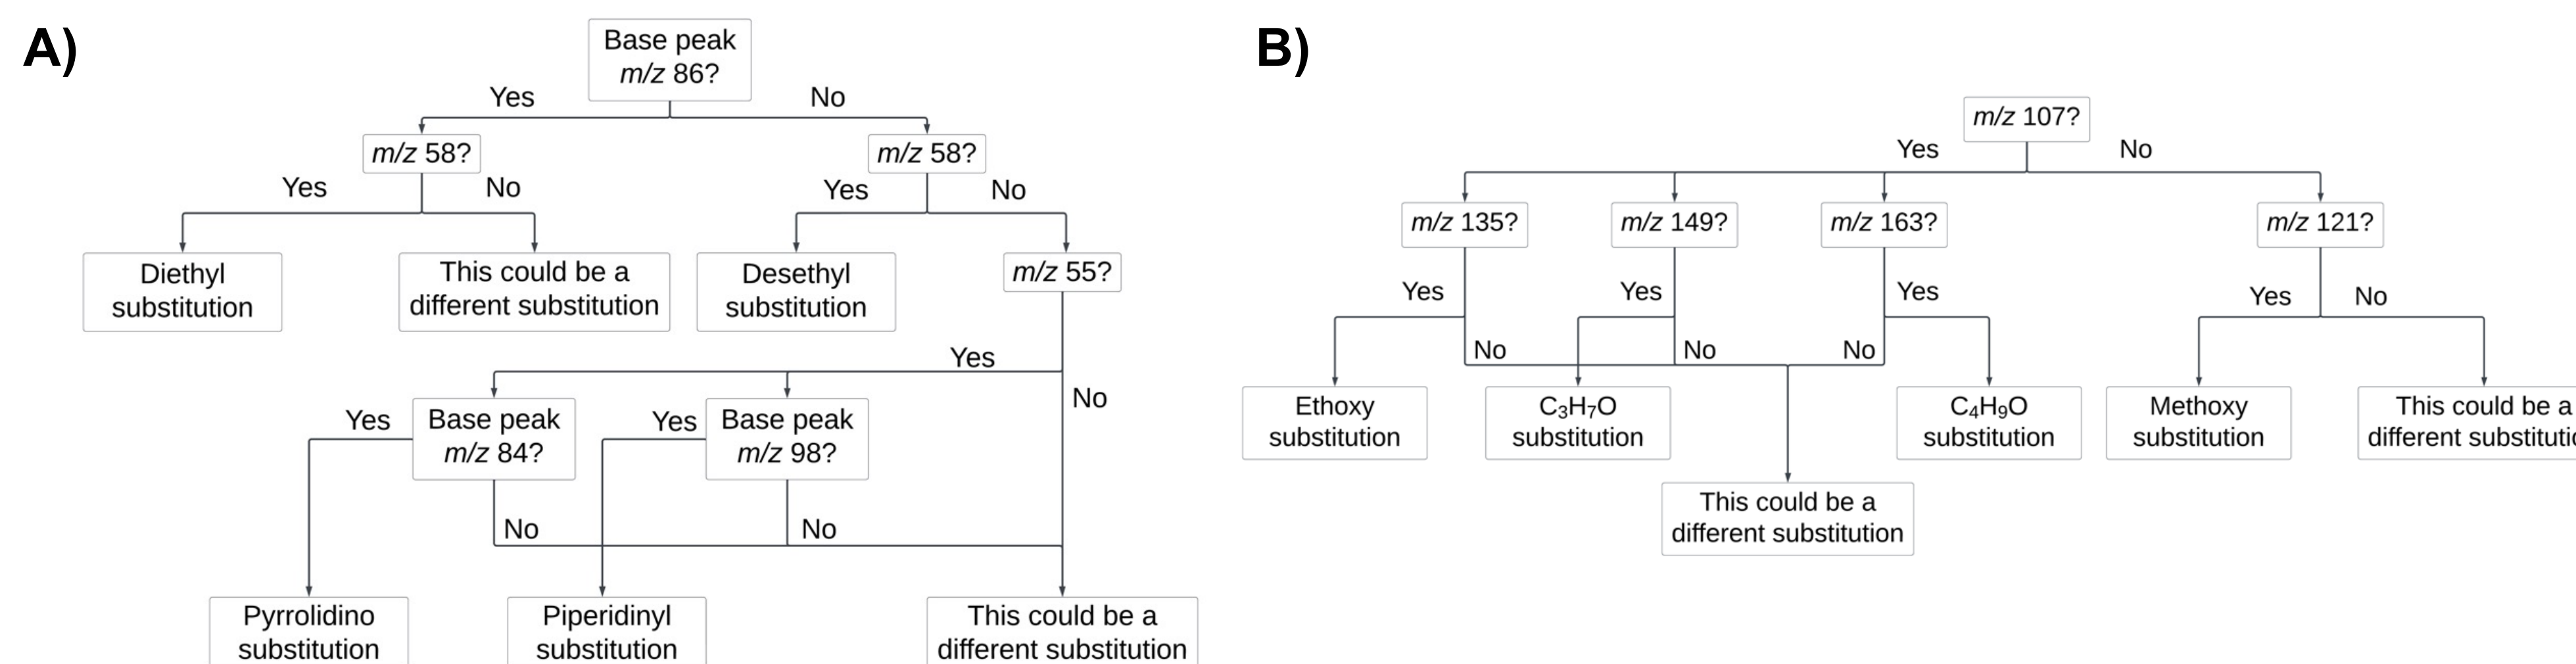 A)
Base peak
m/z 86?
Yes
No
m/z 58?
m/z 58?
Yes
No
Yes
No
Diethyl
substitution
This could be a
different substitution
Desethyl
substitution
m/z 55?
Yes
No
Yes
Base peak
m/z 84?
Yes
Base peak
m/z 98?
No
No
Pyrrolidino
substitution
Piperidinyl
substitution
This could be a
different substitution
B)
m/z 107?
Yes
No
m/z 135?
m/z 149?
m/z 163?
m/z 121?
Yes
Yes
Yes
Yes
No
No
No
No
Ethoxy
substitution
C₃H₇O
substitution
C₄H₉O
substitution
Methoxy
substitution
This could be a
different substituti
This could be a
different substitution